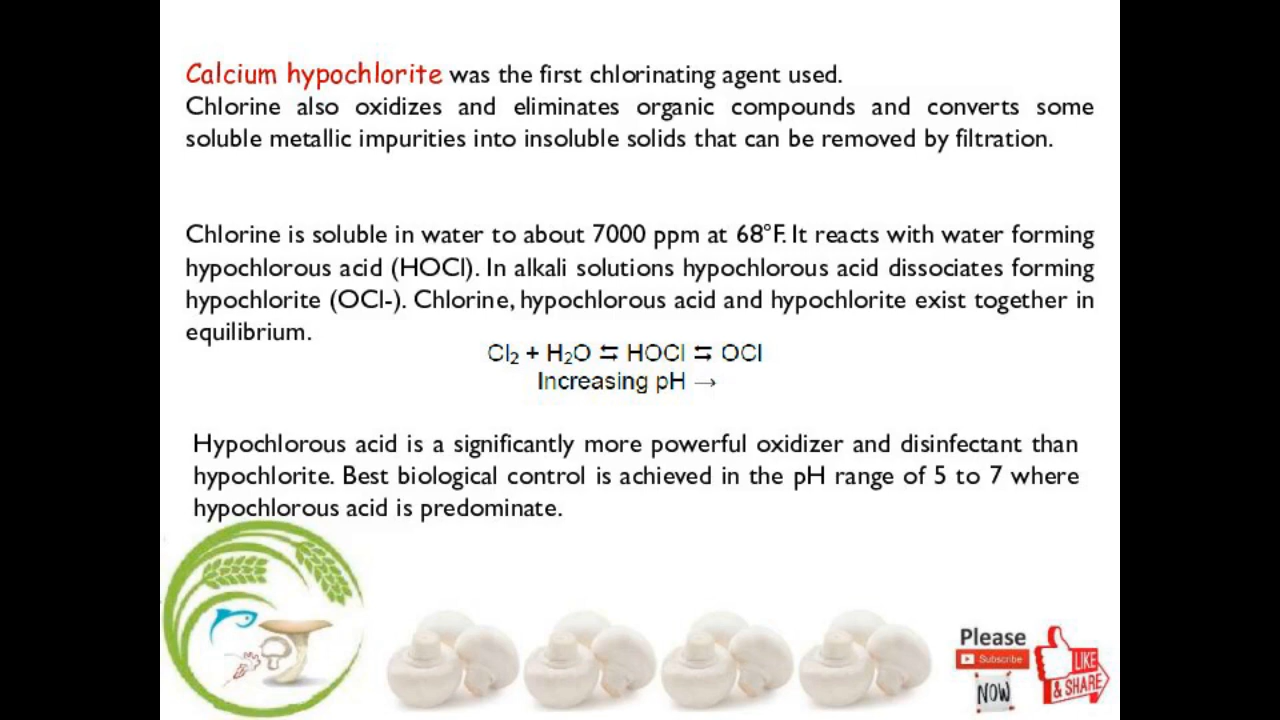 Calcium hypochlorite was the first chlorinating agent used.
Chlorine also oxidizes and eliminates organic compounds and converts some
soluble metallic impurities into insoluble solids that can be removed by filtration.
Chlorine is soluble in water to about 7000 ppm at 68°F. It reacts with water forming
hypochlorous acid (HOCl). In alkali solutions hypochlorous acid dissociates forming
hypochlorite (OCl-). Chlorine, hypochlorous acid and hypochlorite exist together in
equilibrium.
Cl₂ + H₂O ⇆ HOCl ⇆ OCl
Increasing pH →
Hypochlorous acid is a significantly more powerful oxidizer and disinfectant than
hypochlorite. Best biological control is achieved in the pH range of 5 to 7 where
hypochlorous acid is predominate.
Please
Subscribe
NOW
LIKE
& SHARE